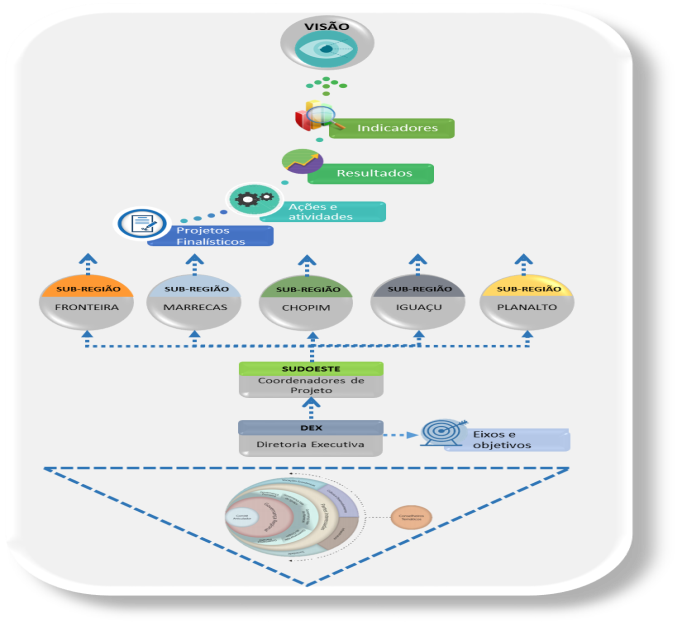 VISÃO
Indicadores
Resultados
Ações e
atividades
Projetos
Finalísticos
SUB-REGIÃO
FRONTEIRA
SUB-REGIÃO
MARRECAS
SUB-REGIÃO
CHOPIM
SUB-REGIÃO
IGUAÇU
SUB-REGIÃO
PLANALTO
SUDOESTE
Coordenadores de
Projeto
DEX
Diretoria Executiva
Eixos e
objetivos